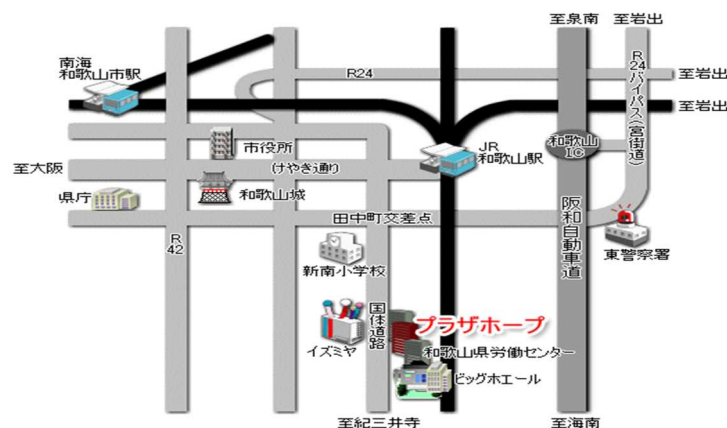 至泉南
至岩出
南海
和歌山市駅
R24
至岩出
R24バイパス(宮街道)
至岩出
市役所
JR
和歌山駅
和歌山
IC
至大阪
(けやき通り)
県庁
和歌山城
田中町交差点
R
42
阪和自動車道
東警察署
新南小学校
国体道路
プラザホープ
イズミヤ
和歌山県労働センター
ビッグホエール
至紀三井寺
至海南